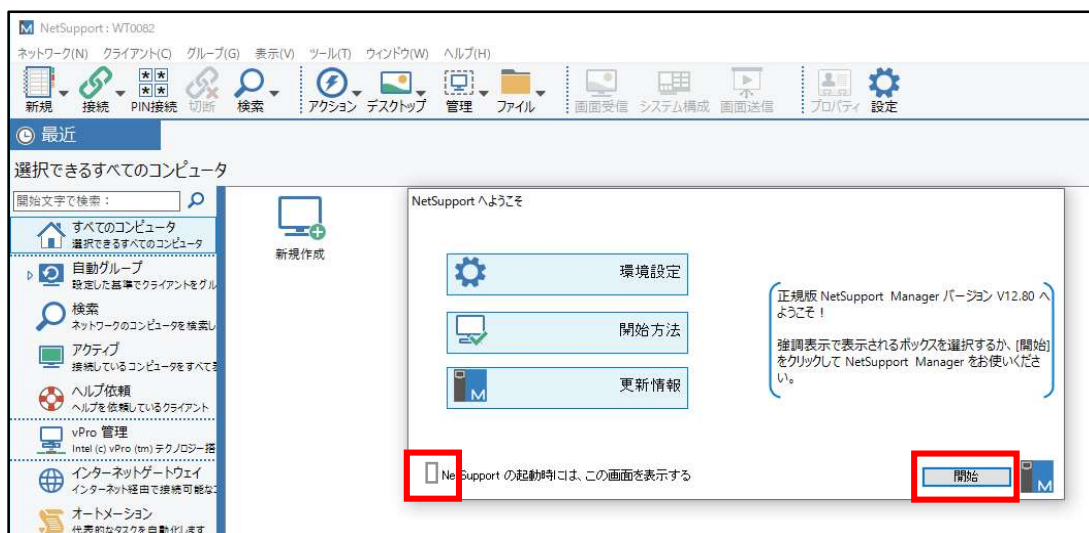 NetSupport : WT0082
ネットワーク(N) クライアント(C) グループ(G) 表示(V) ツール(T) ウィンドウ(W) ヘルプ(H)
新規 接続 PIN接続 切断 検索 アクション デスクトップ 管理 ファイル 画面受信 システム構成 画面送信 プロパティ 設定
最近
選択できるすべてのコンピュータ
開始文字で検索：
すべてのコンピュータ
選択できるすべてのコンピュータ
自動グループ
設定した基準でクライアントをグル
検索
ネットワークのコンピュータを検索し
アクティブ
接続しているコンピュータをすべて
ヘルプ依頼
ヘルプを依頼しているクライアント
vPro 管理
Intel (c) vPro (tm) テクノロジー搭
インターネットゲートウェイ
インターネット経由で接続可能な
オートメーション
代表的なタスクを自動化します
新規作成
NetSupport へようこそ
環境設定
開始方法
更新情報
正規版 NetSupport Manager バージョン V12.80 へ
ようこそ！
強調表示で表示されるボックスを選択するか、[開始]
をクリックして NetSupport Manager をお使いくださ
い。
NetSupport の起動時には、この画面を表示する
開始